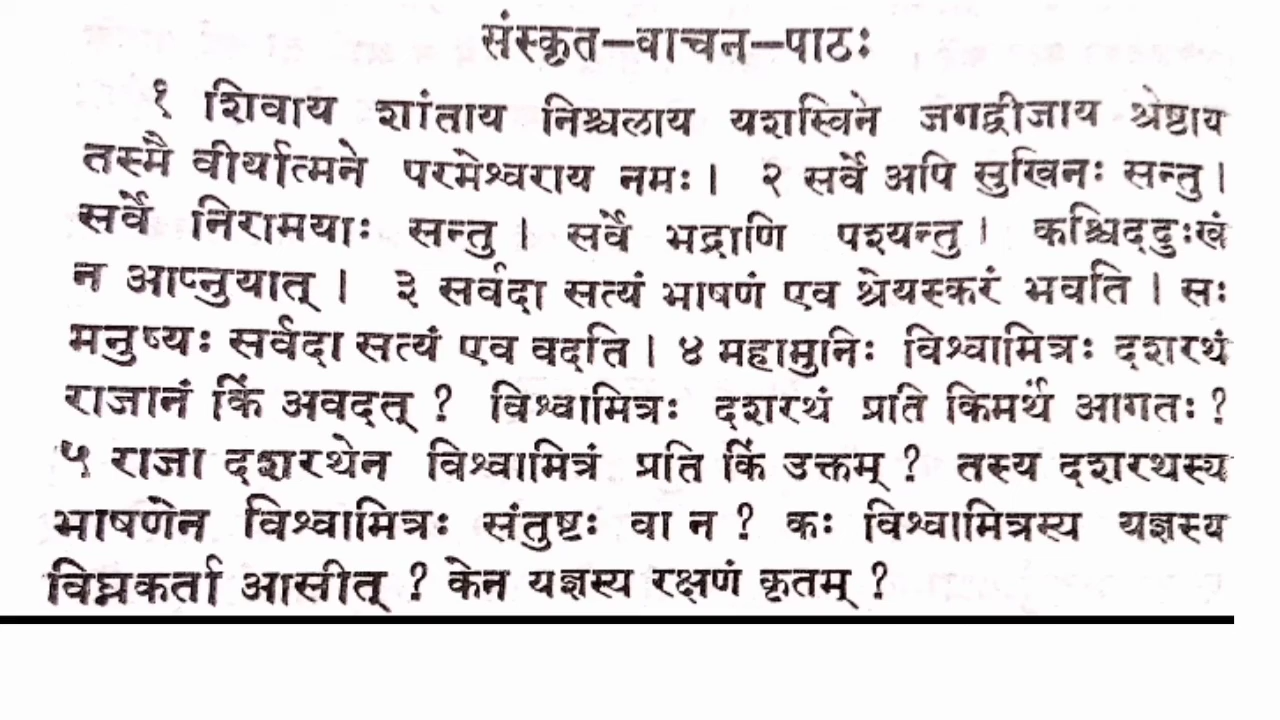 संस्कृत—वाचन—पाठः
१ शिवाय शांताय निश्चलाय यशस्विने जगद्वीजाय श्रेष्ठाय
तस्मै वीर्यात्मने परमेश्वराय नमः। २ सर्वे अपि सुखिनः सन्तु।
सर्वे निरामयाः सन्तु। सर्वे भद्राणि पश्यन्तु। कश्चिद्दुःखं
न आप्नुयात्। ३ सर्वदा सत्यं भाषणं एव श्रेयस्करं भवति। सः
मनुष्यः सर्वदा सत्यं एव वदति। ४ महामुनिः विश्वामित्रः दशरथं
राजानं किं अवदत्? विश्वामित्रः दशरथं प्रति किमर्थं आगतः?
५ राजा दशरथेन विश्वामित्रं प्रति किं उक्तम्? तस्य दशरथस्य
भाषणेन विश्वामित्रः संतुष्टः वा न? कः विश्वामित्रस्य यज्ञस्य
विघ्नकर्ता आसीत्? केन यज्ञस्य रक्षणं कृतम्?